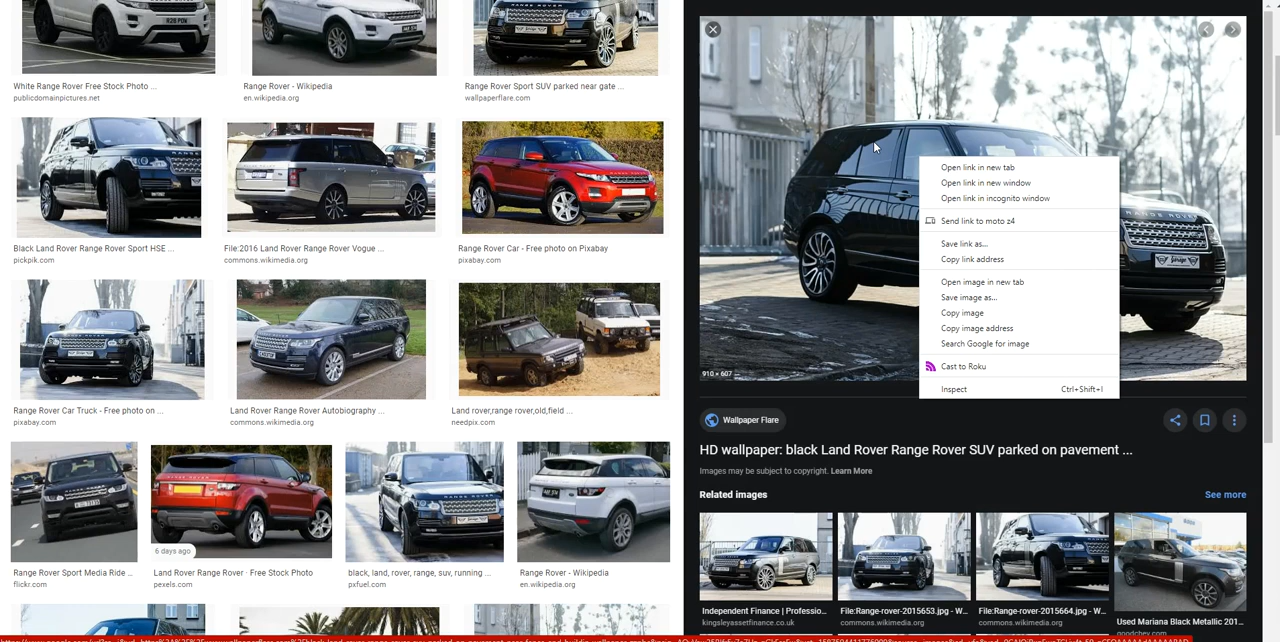 White Range Rover Free Stock Photo ...
publicdomainpictures.net
Range Rover - Wikipedia
en.wikipedia.org
Range Rover Sport SUV parked near gate ...
wallpaperflare.com
Black Land Rover Range Rover Sport HSE ...
pickpik.com
File:2016 Land Rover Range Rover Vogue ...
commons.wikimedia.org
Range Rover Car - Free photo on Pixabay
pixabay.com
Range Rover Car Truck - Free photo on ...
pixabay.com
Land Rover Range Rover Autobiography ...
commons.wikimedia.org
Land rover,range rover,old,field ...
needpix.com
6 days ago
Range Rover Sport Media Ride ...
flickr.com
Land Rover Range Rover · Free Stock Photo
pexels.com
black, land, rover, range, suv, running ...
pxfuel.com
Range Rover - Wikipedia
en.wikipedia.org
RANGE ROVER
Garage
910 × 607
Open link in new tab
Open link in new window
Open link in incognito window
Send link to moto z4
Save link as...
Copy link address
Open image in new tab
Save image as...
Copy image
Copy image address
Search Google for image
Cast to Roku
Inspect Ctrl+Shift+I
Wallpaper Flare
HD wallpaper: black Land Rover Range Rover SUV parked on pavement ...
Images may be subject to copyright. Learn More
Related images
See more
Independent Finance | Professio...
kingsleyasset­finance.co.uk
File:Range-rover-2015653.jpg - W...
commons.wikimedia.org
File:Range-rover-2015664.jpg - W...
commons.wikimedia.org
Used Mariana Black Metallic 201...